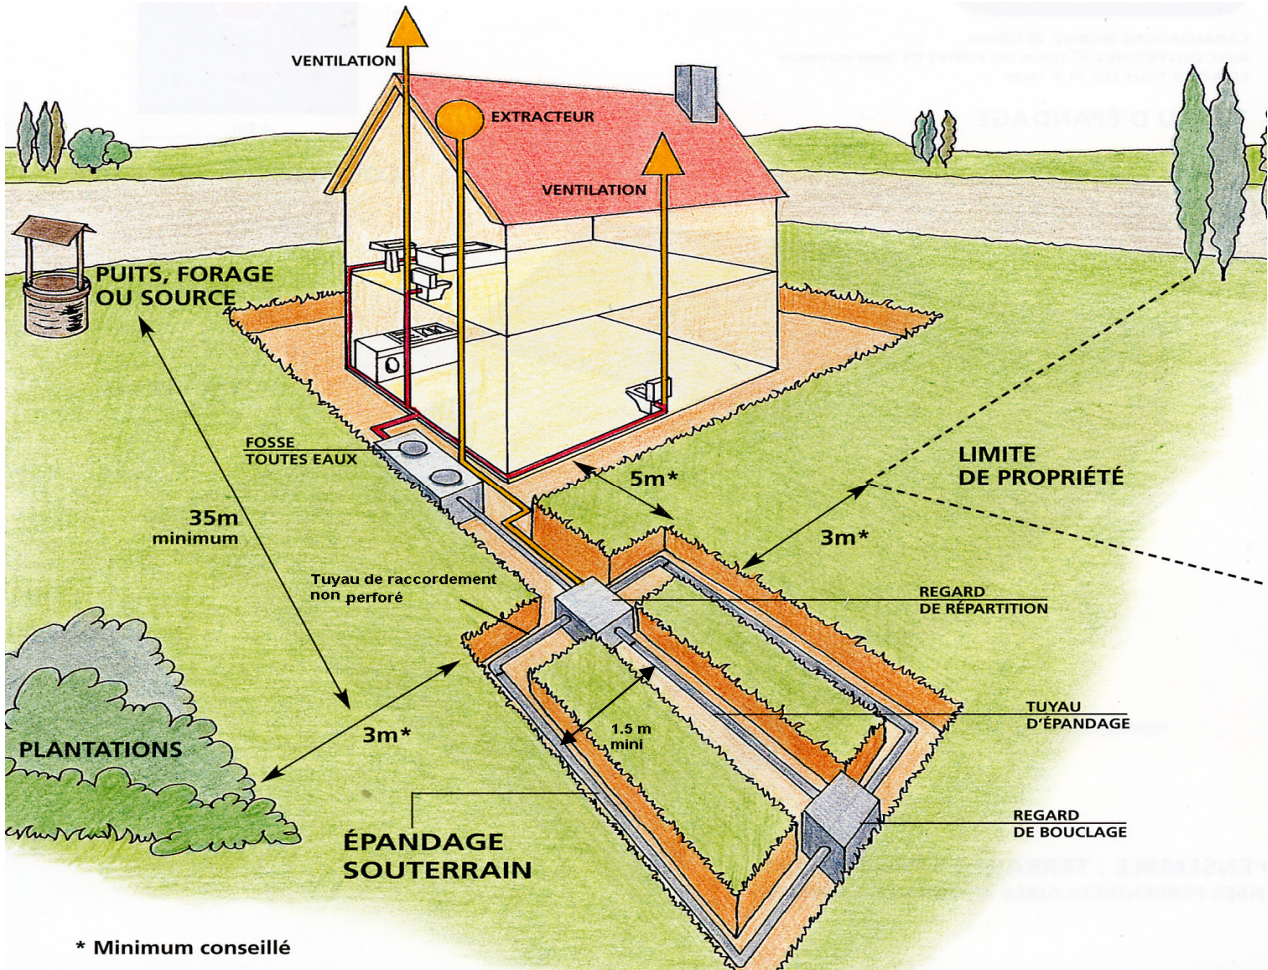 VENTILATION
EXTRACTEUR
VENTILATION
PUITS, FORAGE
OU SOURCE
FOSSE
TOUTES EAUX
5m*
LIMITE
DE PROPRIÉTÉ
35m
minimum
3m*
Tuyau de raccordement
non perforé
REGARD
DE RÉPARTITION
TUYAU
D'ÉPANDAGE
1.5 m
mini
3m*
PLANTATIONS
REGARD
DE BOUCLAGE
ÉPANDAGE
SOUTERRAIN
* Minimum conseillé